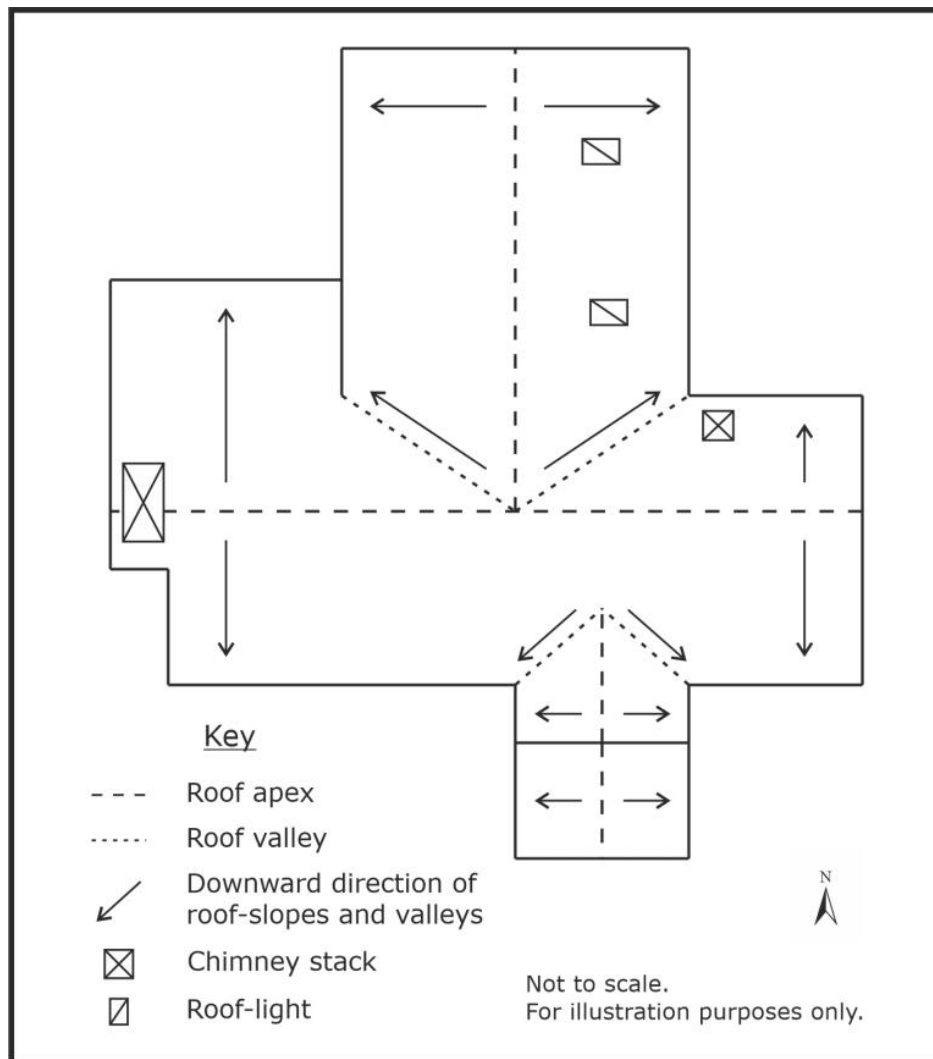 Key
Roof apex
Roof valley
Downward direction of
roof-slopes and valleys
Chimney stack
Roof-light
N
Not to scale.
For illustration purposes only.